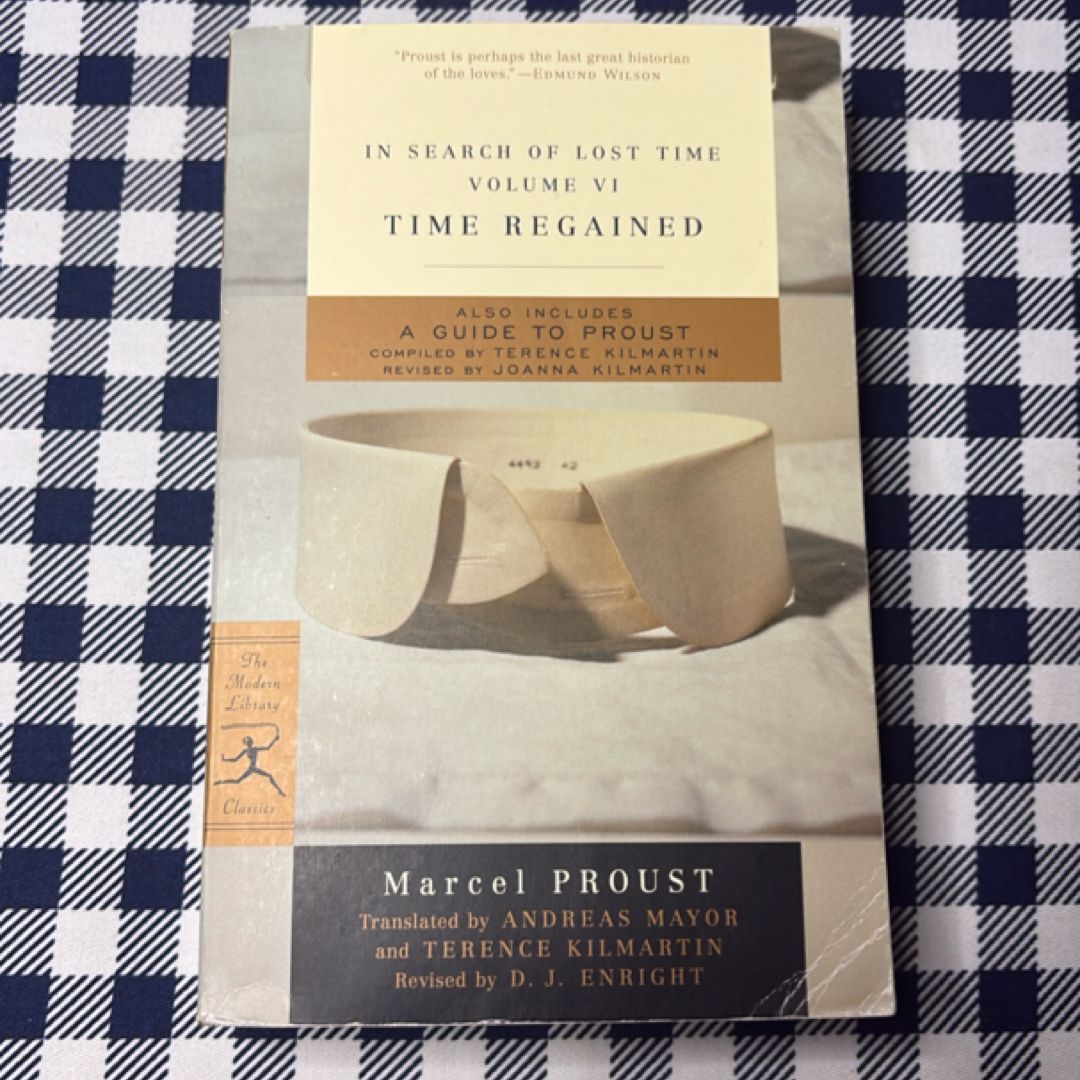 "Proust is perhaps the last great historian
of the loves."—EDMUND WILSON
IN SEARCH OF LOST TIME
VOLUME VI
TIME REGAINED
ALSO INCLUDES
A GUIDE TO PROUST
COMPILED BY TERENCE KILMARTIN
REVISED BY JOANNA KILMARTIN
4492 42
The
Modern
Library
Classics
Marcel PROUST
Translated by ANDREAS MAYOR
and TERENCE KILMARTIN
Revised by D. J. ENRIGHT